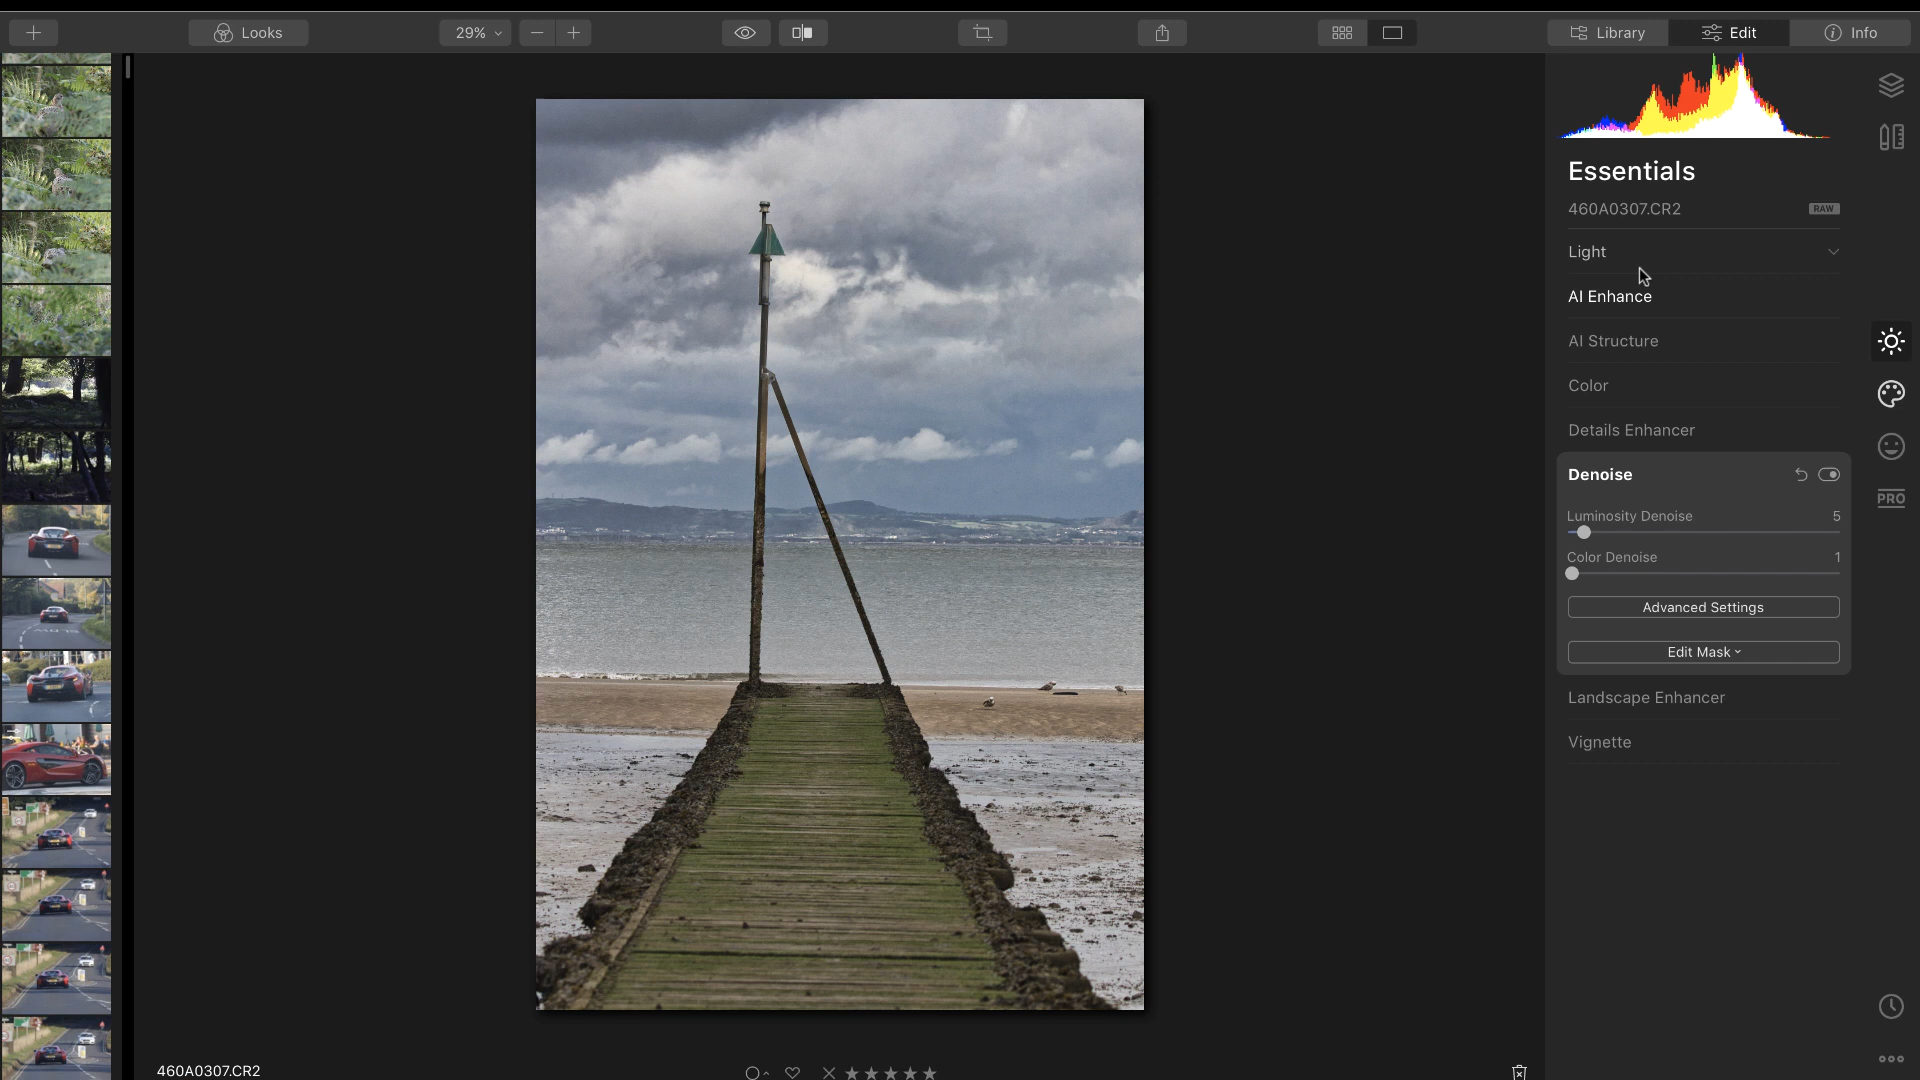 Looks
29%
Library
Edit
Info
Essentials
460A0307.CR2
RAW
Light
AI Enhance
AI Structure
Color
Details Enhancer
Denoise
Luminosity Denoise 5
Color Denoise 1
Advanced Settings
Edit Mask
Landscape Enhancer
Vignette
PRO
460A0307.CR2